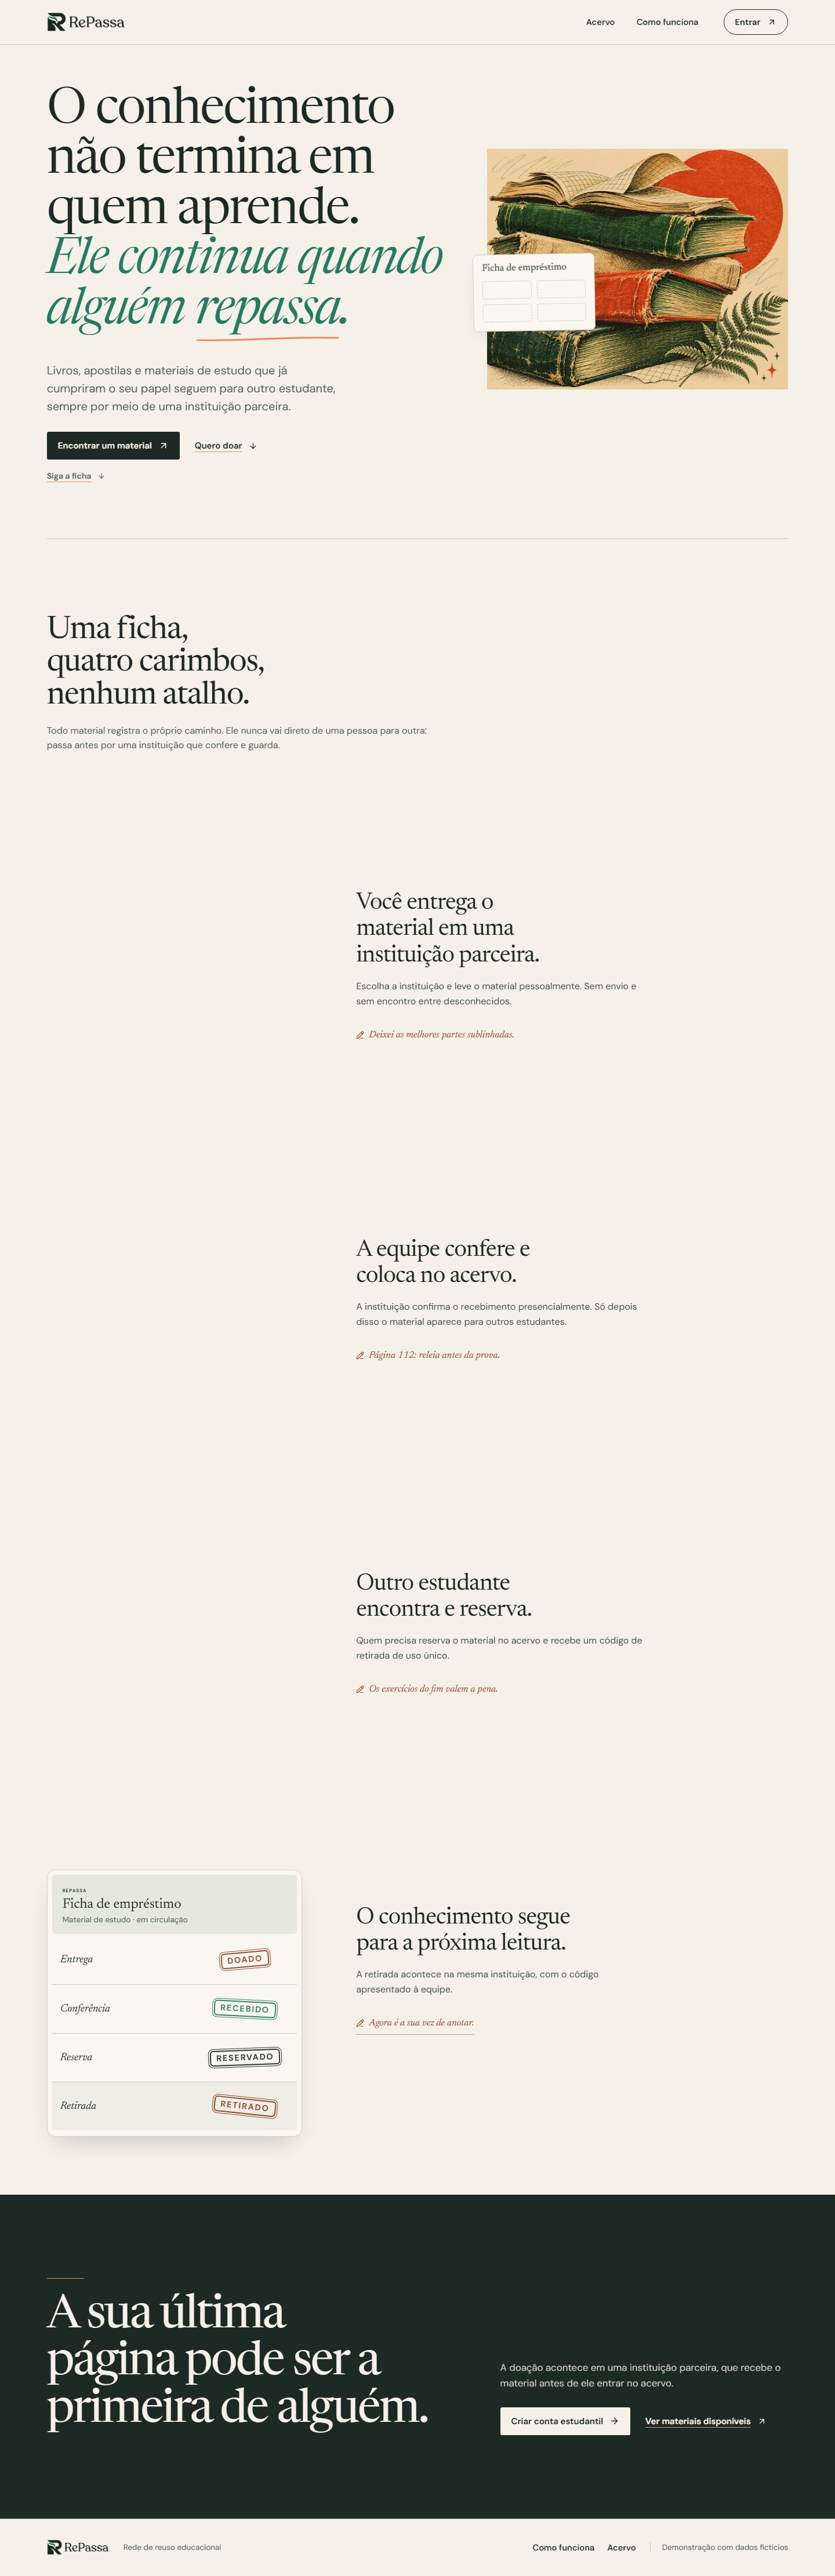 RePassa
Acervo
Como funciona
Entrar
O conhecimento
não termina em
quem aprende.
Ele continua quando
alguém repassa.
Ficha de empréstimo
Livros, apostilas e materiais de estudo que já
cumpriram o seu papel seguem para outro estudante,
sempre por meio de uma instituição parceira.
Encontrar um material
Quero doar
Siga a ficha
Uma ficha,
quatro carimbos,
nenhum atalho.
Todo material registra o próprio caminho. Ele nunca vai direto de uma pessoa para outra:
passa antes por uma instituição que confere e guarda.
Você entrega o
material em uma
instituição parceira.
Escolha a instituição e leve o material pessoalmente. Sem envio e
sem encontro entre desconhecidos.
Deixei as melhores partes sublinhadas.
A equipe confere e
coloca no acervo.
A instituição confirma o recebimento presencialmente. Só depois
disso o material aparece para outros estudantes.
Página 112: releia antes da prova.
Outro estudante
encontra e reserva.
Quem precisa reserva o material no acervo e recebe um código de
retirada de uso único.
Os exercícios do fim valem a pena.
REPASSA
Ficha de empréstimo
Material de estudo · em circulação
Entrega
DOADO
Conferência
RECEBIDO
Reserva
RESERVADO
Retirada
RETIRADO
O conhecimento segue
para a próxima leitura.
A retirada acontece na mesma instituição, com o código
apresentado à equipe.
Agora é a sua vez de anotar.
A sua última
página pode ser a
primeira de alguém.
A doação acontece em uma instituição parceira, que recebe o
material antes de ele entrar no acervo.
Criar conta estudantil
Ver materiais disponíveis
RePassa
Rede de reuso educacional
Como funciona
Acervo
Demonstração com dados fictícios